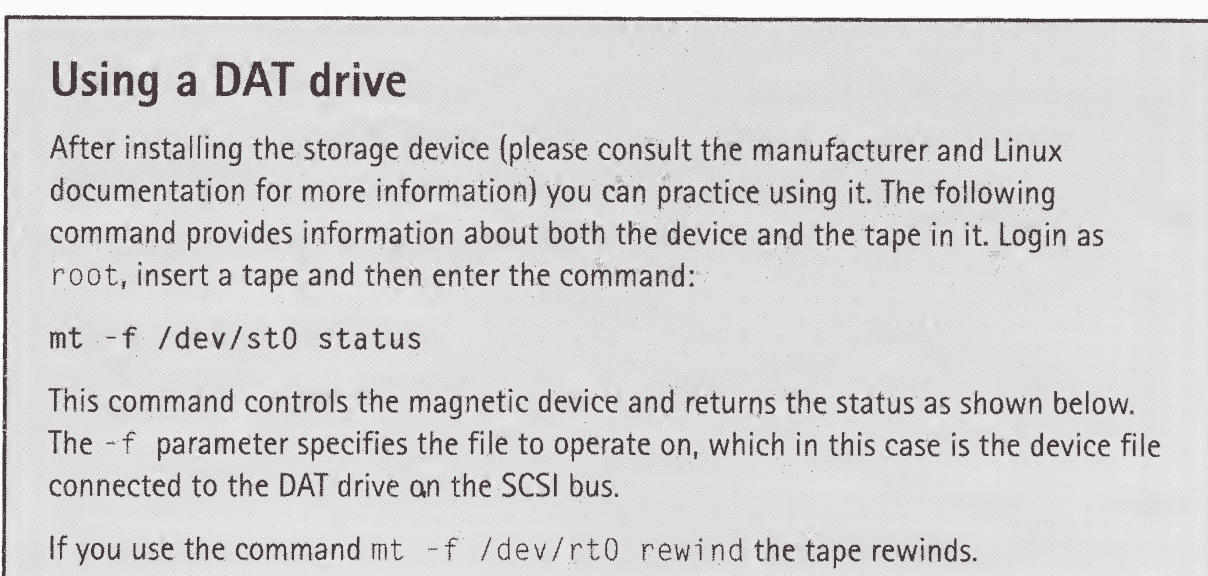 Using a DAT drive
After installing the storage device (please consult the manufacturer and Linux
documentation for more information) you can practice using it. The following
command provides information about both the device and the tape in it. Login as
root, insert a tape and then enter the command:
mt -f /dev/st0 status
This command controls the magnetic device and returns the status as shown below.
The -f parameter specifies the file to operate on, which in this case is the device file
connected to the DAT drive on the SCSI bus.
If you use the command mt -f /dev/rt0 rewind the tape rewinds.